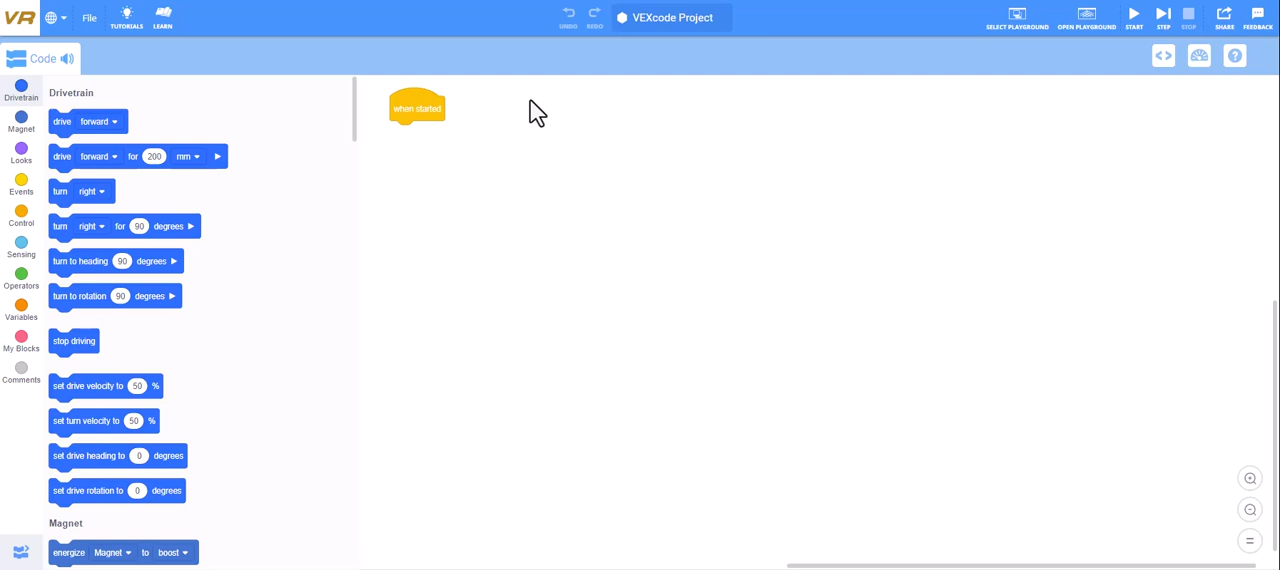 VR File TUTORIALS LEARN UNDO REDO VEXcode Project SELECT PLAYGROUND OPEN PLAYGROUND START STEP STOP SHARE FEEDBACK
Code
Drivetrain
Magnet
Looks
Events
Control
Sensing
Operators
Variables
My Blocks
Comments
Drivetrain
drive forward
drive forward for 200 mm
turn right
turn right for 90 degrees
turn to heading 90 degrees
turn to rotation 90 degrees
stop driving
set drive velocity to 50 %
set turn velocity to 50 %
set drive heading to 0 degrees
set drive rotation to 0 degrees
Magnet
energize Magnet to boost
when started